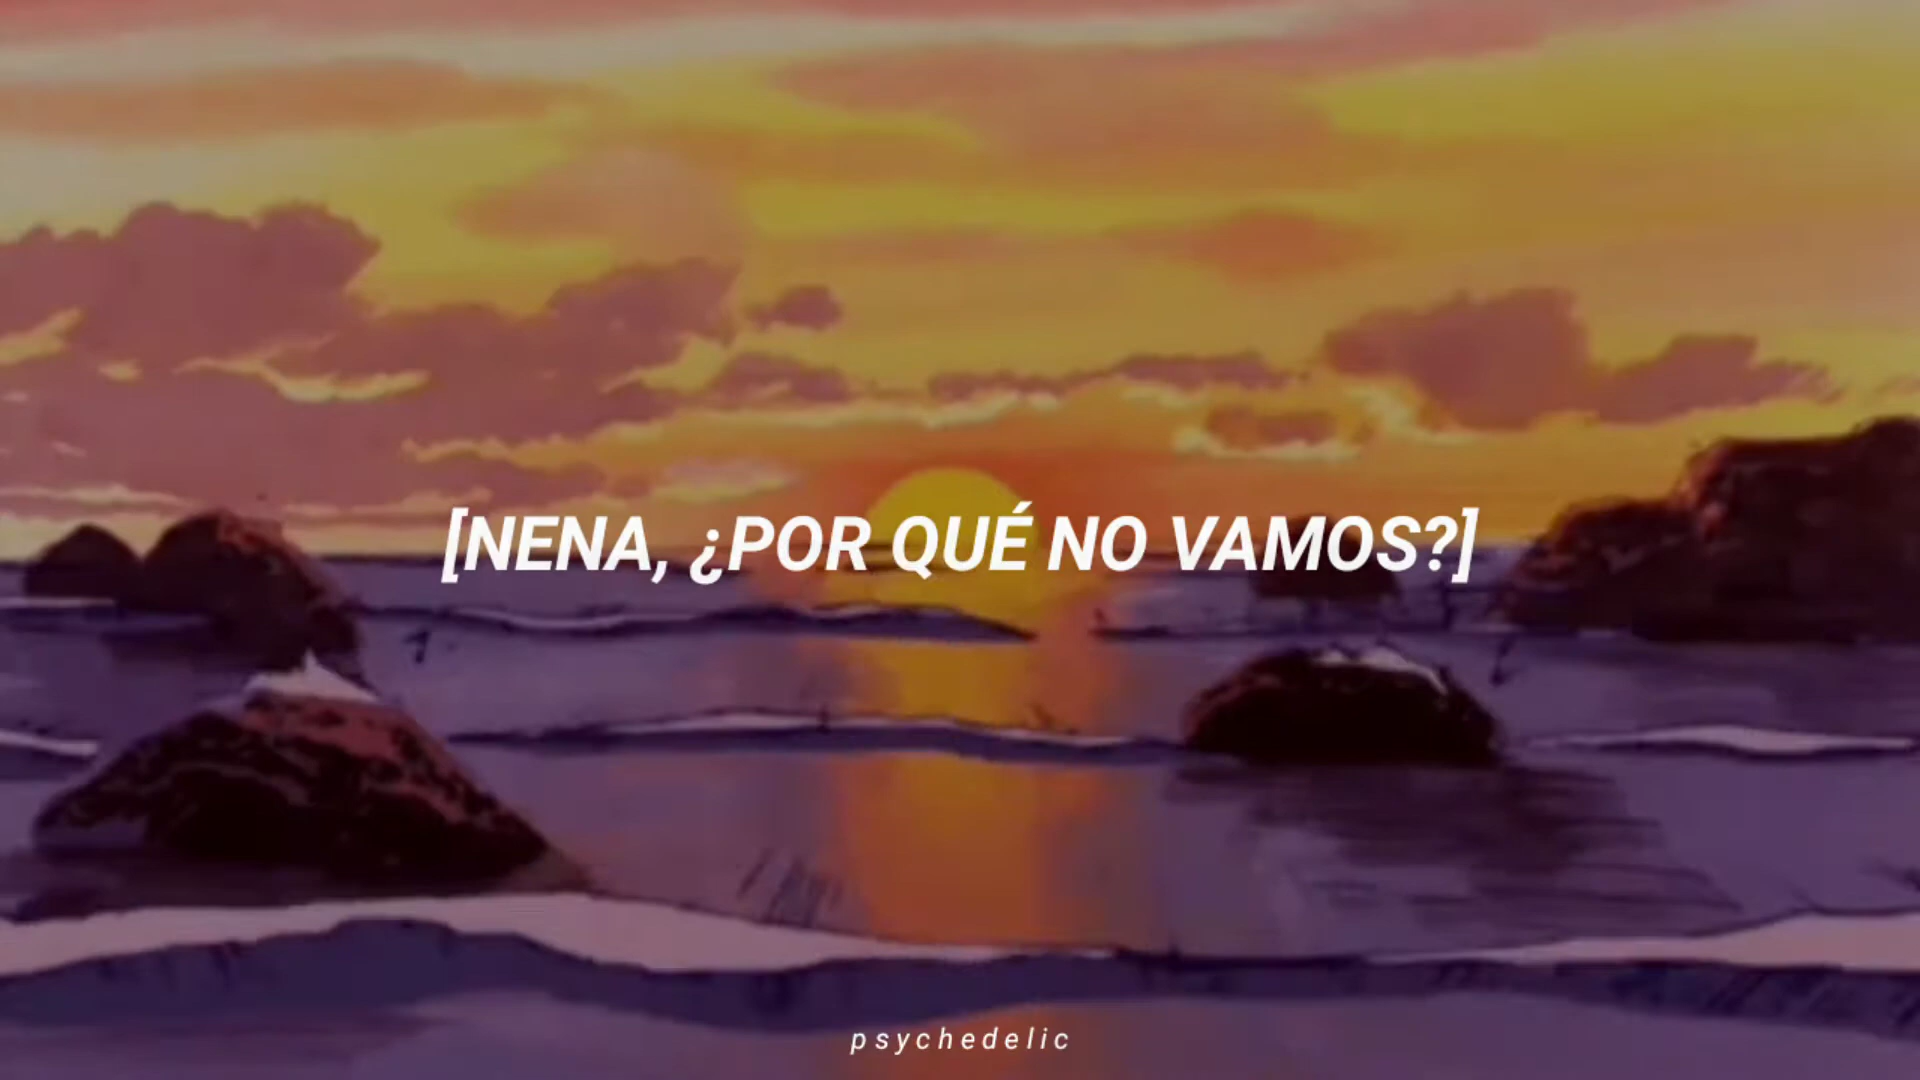 [NENA, ¿POR QUÉ NO VAMOS?]
psychedelic